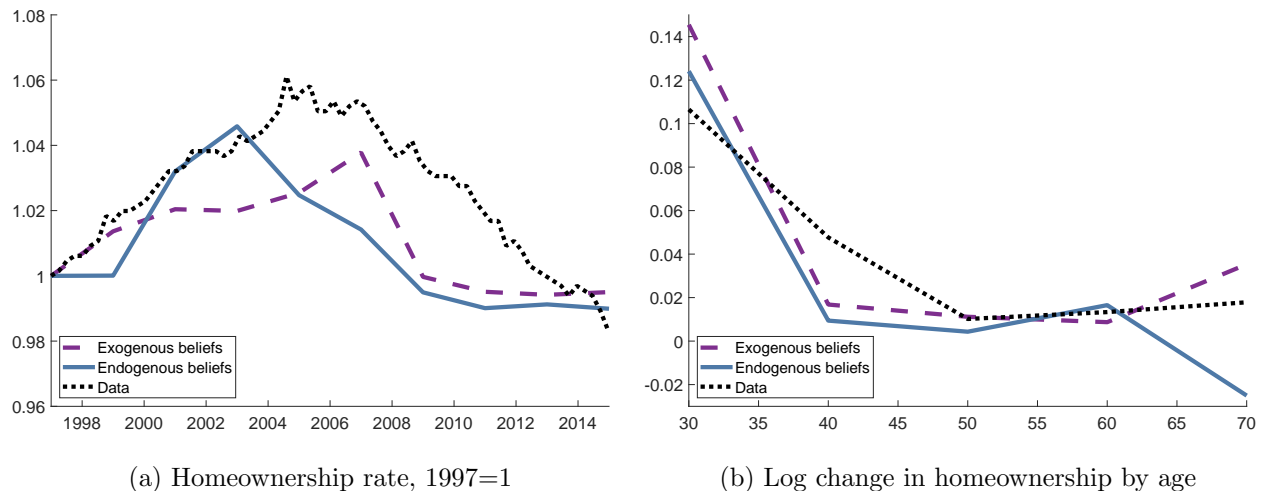 1.08
1.06
1.04
1.02
1
0.98
0.96
Exogenous beliefs
Endogenous beliefs
Data
1998 2000 2002 2004 2006 2008 2010 2012 2014
(a) Homeownership rate, 1997=1
0.14
0.12
0.1
0.08
0.06
0.04
0.02
0
-0.02
Exogenous beliefs
Endogenous beliefs
Data
30 35 40 45 50 55 60 65 70
(b) Log change in homeownership by age